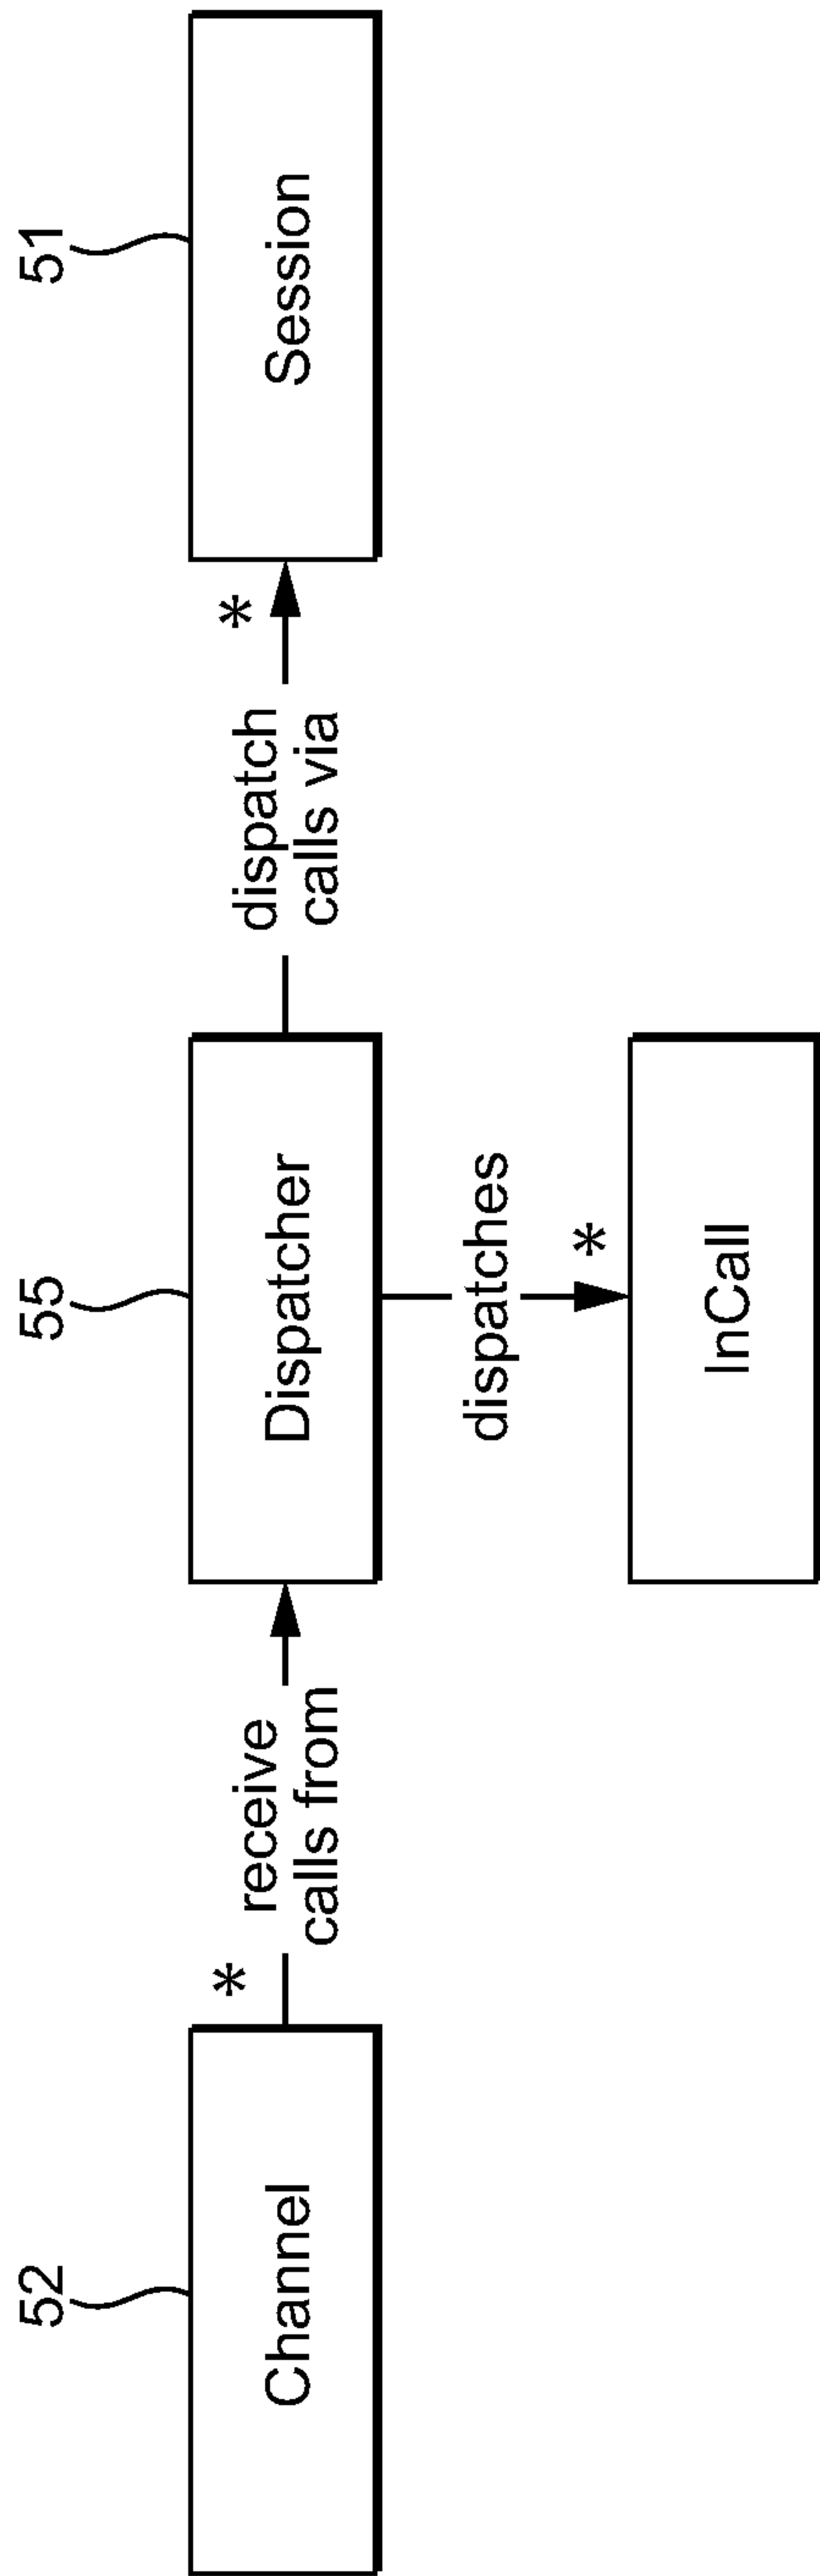 52
55
51
Channel
*
receive
calls from
Dispatcher
dispatch
calls via
*
Session
dispatches
*
InCall